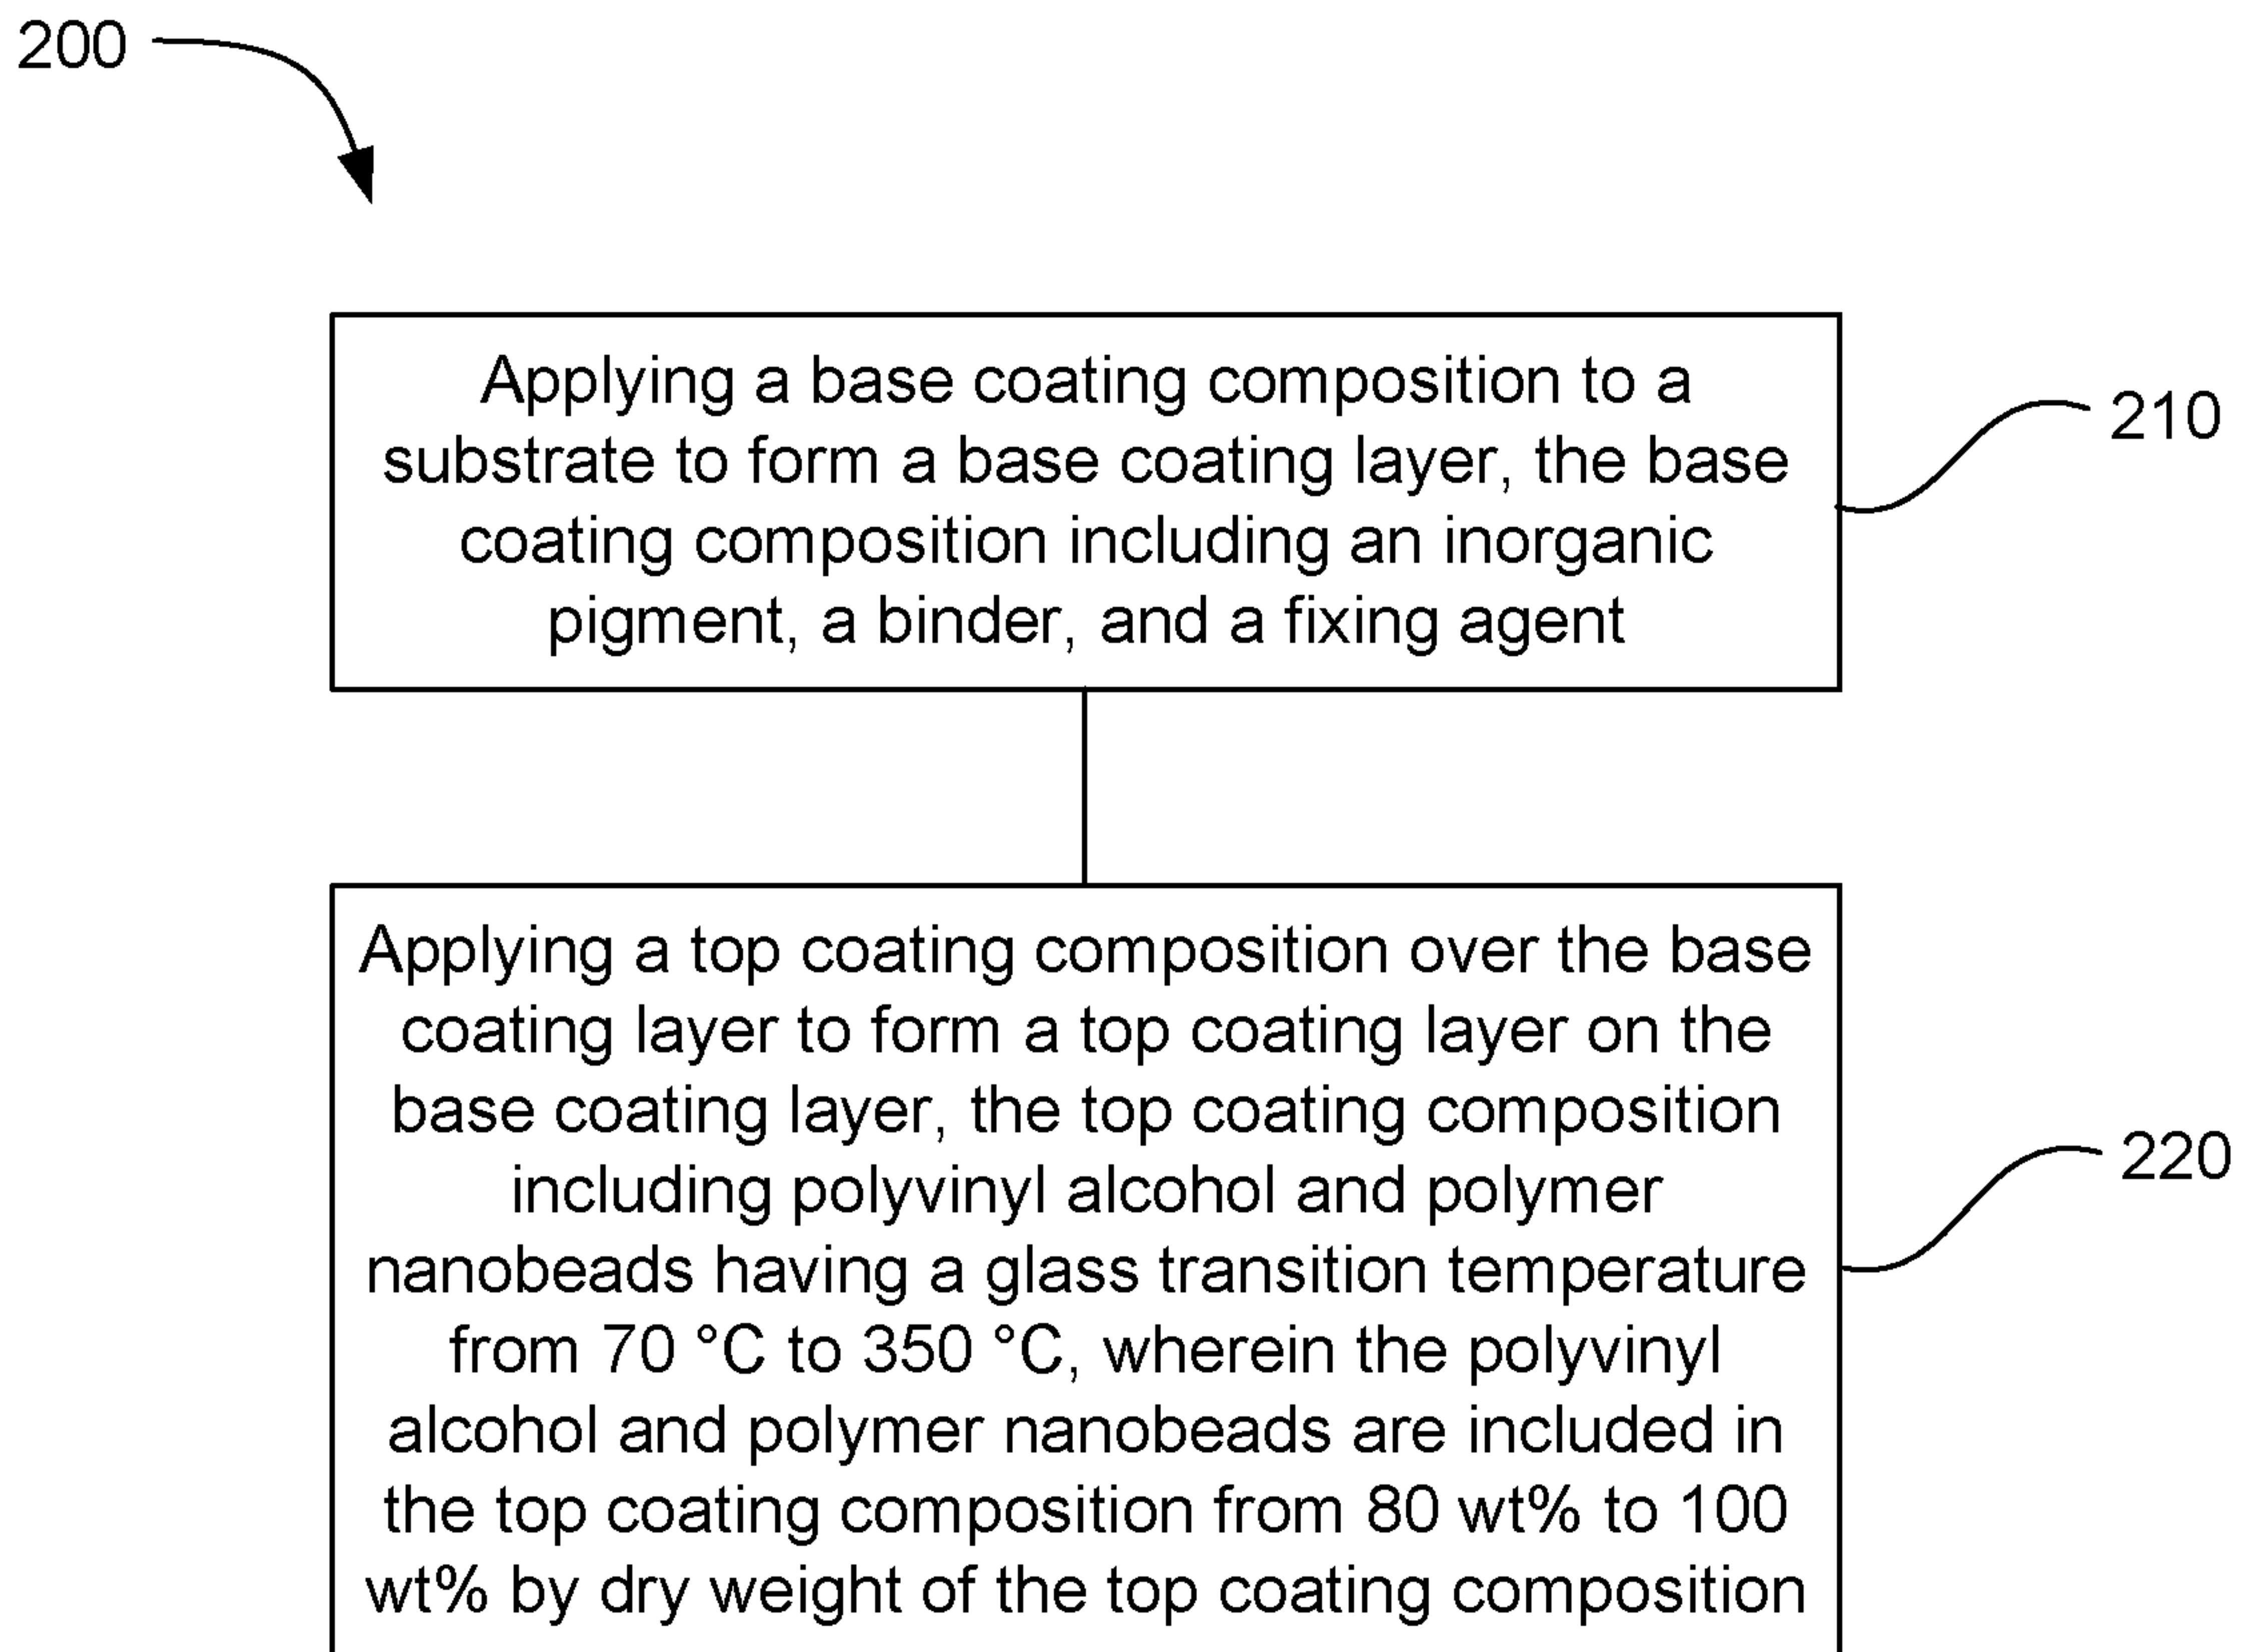 200
Applying a base coating composition to a
substrate to form a base coating layer, the base
coating composition including an inorganic
pigment, a binder, and a fixing agent
210
Applying a top coating composition over the base
coating layer to form a top coating layer on the
base coating layer, the top coating composition
including polyvinyl alcohol and polymer
nanobeads having a glass transition temperature
from 70 °C to 350 °C, wherein the polyvinyl
alcohol and polymer nanobeads are included in
the top coating composition from 80 wt% to 100
wt% by dry weight of the top coating composition
220